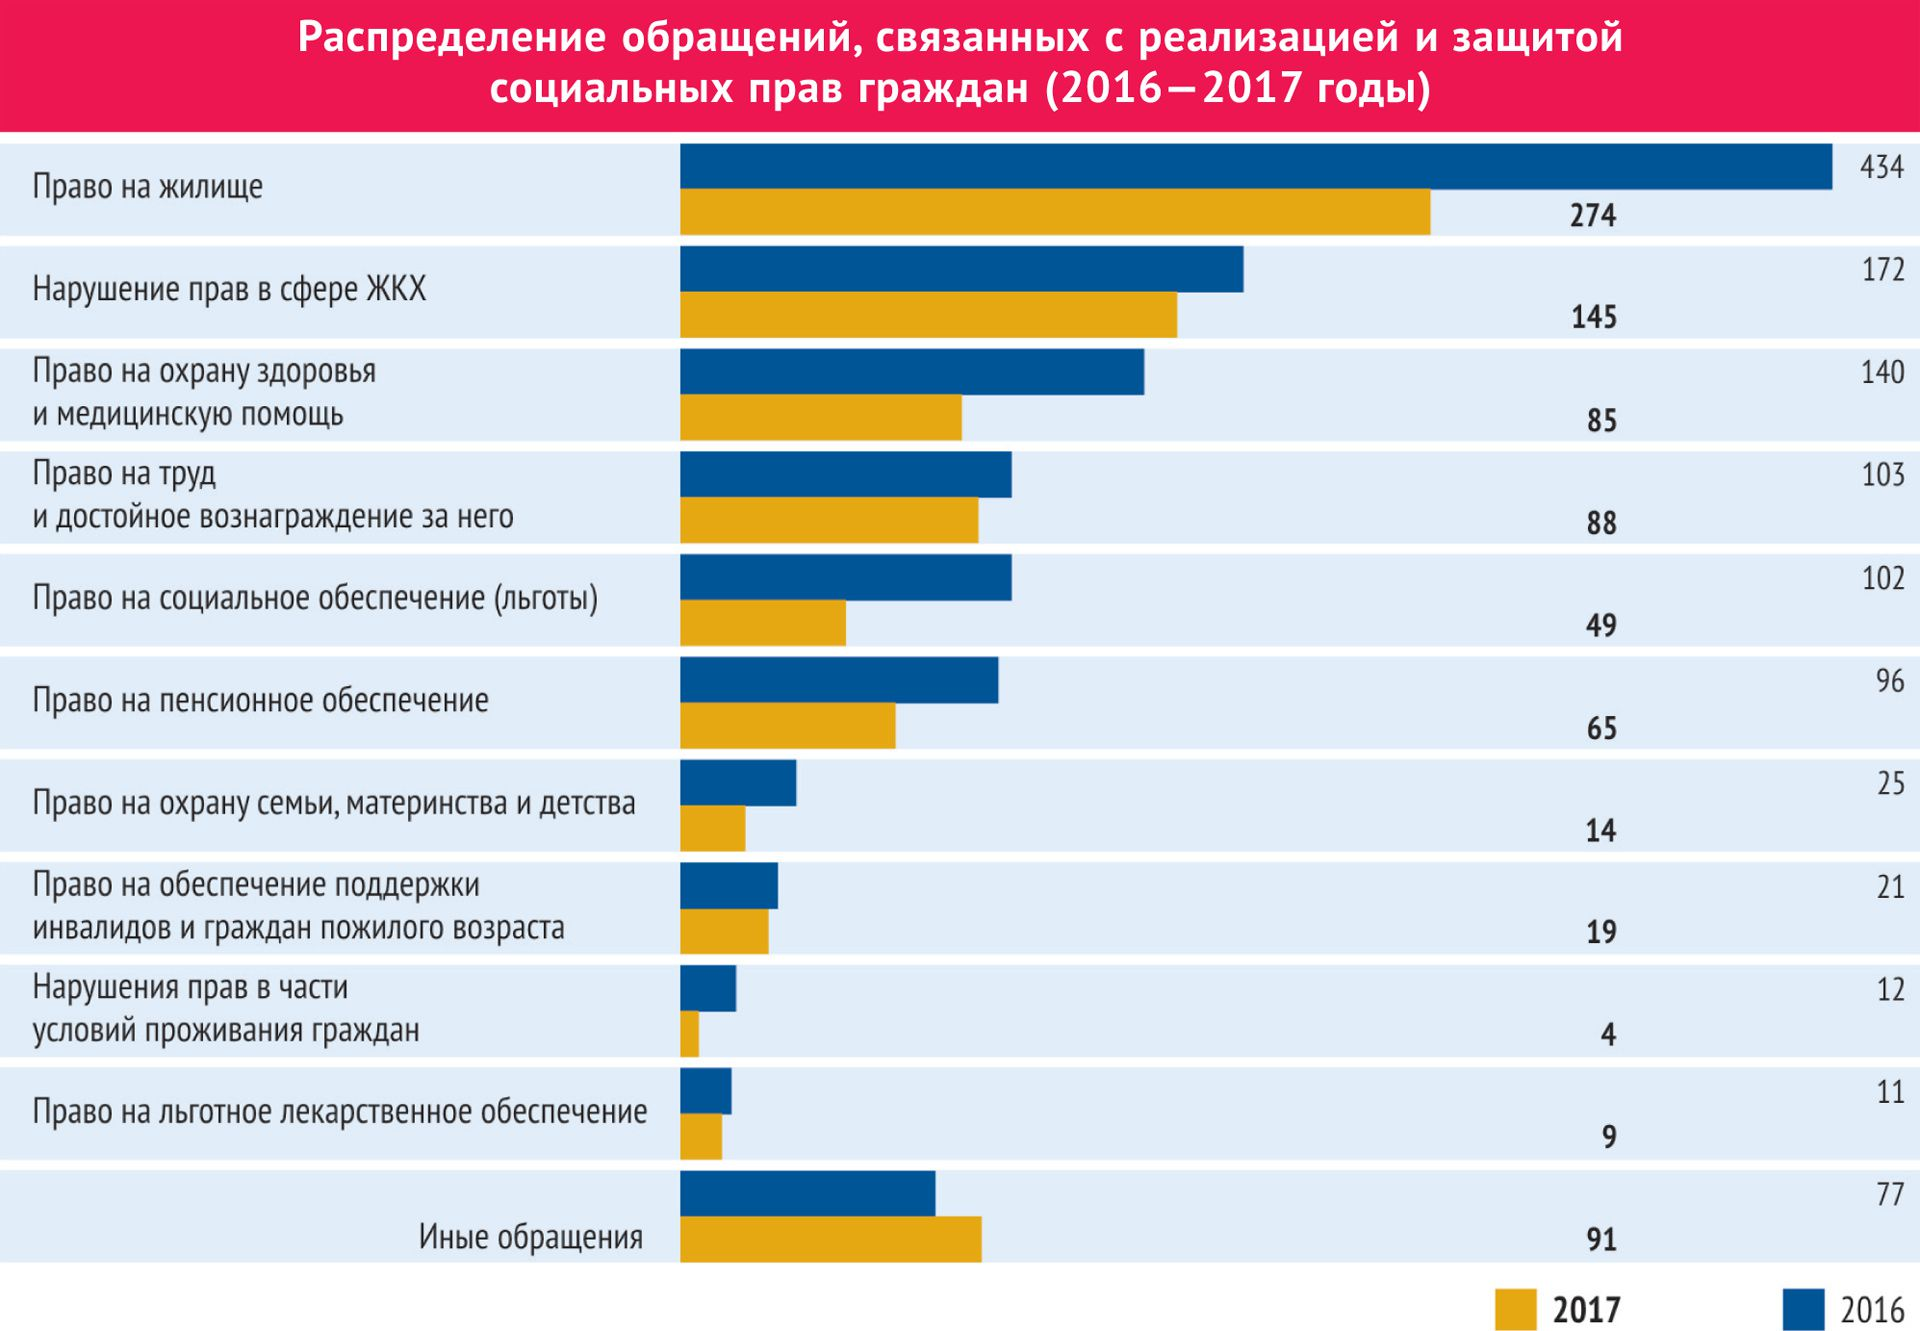 Распределение обращений, связанных с реализацией и защитой
социальных прав граждан (2016—2017 годы)
Право на жилище
434
274
Нарушение прав в сфере ЖКХ
172
145
Право на охрану здоровья
и медицинскую помощь
140
85
Право на труд
и достойное вознаграждение за него
103
88
Право на социальное обеспечение (льготы)
102
49
Право на пенсионное обеспечение
96
65
Право на охрану семьи, материнства и детства
25
14
Право на обеспечение поддержки
инвалидов и граждан пожилого возраста
21
19
Нарушения прав в части
условий проживания граждан
12
4
Право на льготное лекарственное обеспечение
11
9
Иные обращения
77
91
2017
2016